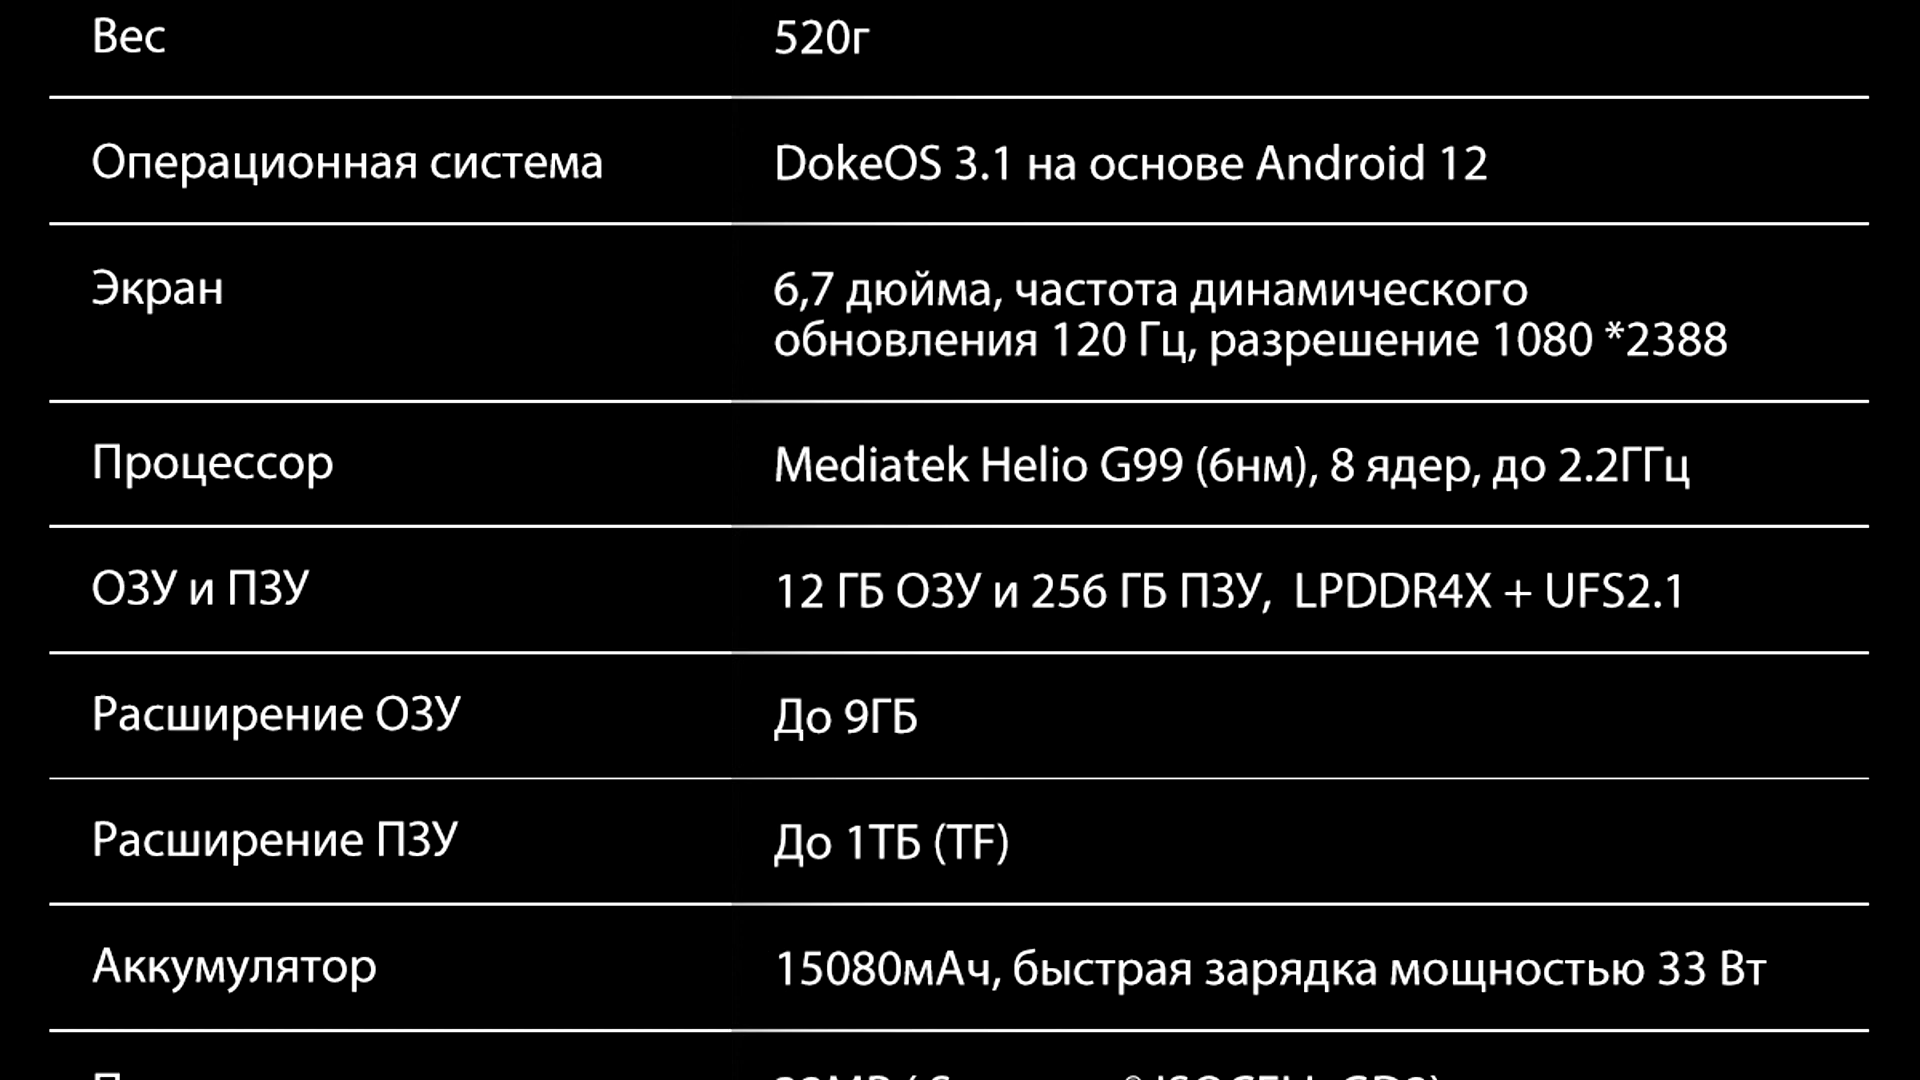 Вес 520г
Операционная система DokeOS 3.1 на основе Android 12
Экран 6,7 дюйма, частота динамического
обновления 120 Гц, разрешение 1080 *2388
Процессор Mediatek Helio G99 (6нм), 8 ядер, до 2.2ГГц
ОЗУ и ПЗУ 12 ГБ ОЗУ и 256 ГБ ПЗУ, LPDDR4X + UFS2.1
Расширение ОЗУ До 9ГБ
Расширение ПЗУ До 1ТБ (TF)
Аккумулятор 15080мАч, быстрая зарядка мощностью 33 Вт